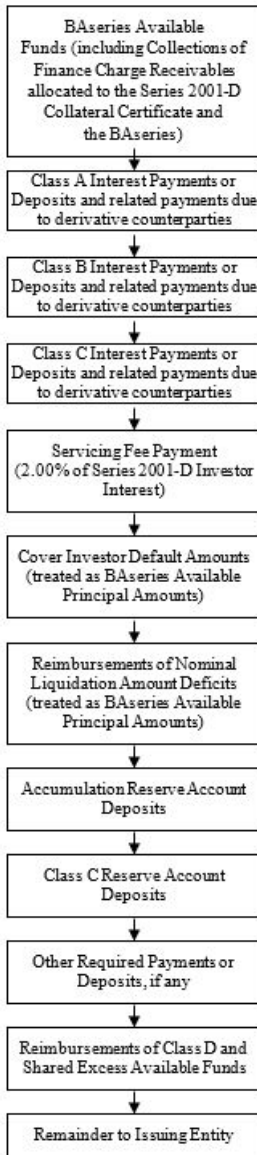 BAseries Available
Funds (including Collections of
Finance Charge Receivables
allocated to the Series 2001-D
Collateral Certificate and
the BAseries)
Class A Interest Payments or
Deposits and related payments due
to derivative counterparties
Class B Interest Payments or
Deposits and related payments due
to derivative counterparties
Class C Interest Payments or
Deposits and related payments due
to derivative counterparties
Servicing Fee Payment
(2.00% of Series 2001-D Investor
Interest)
Cover Investor Default Amounts
(treated as BAseries Available
Principal Amounts)
Reimbursements of Nominal
Liquidation Amount Deficits
(treated as BAseries Available
Principal Amounts)
Accumulation Reserve Account
Deposits
Class C Reserve Account
Deposits
Other Required Payments or
Deposits, if any
Reimbursements of Class D and
Shared Excess Available Funds
Remainder to Issuing Entity